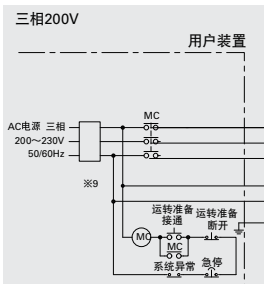 三相200V
用户装置
MC
AC电源 三相
200～230V
50/60Hz
※9
运转准备
接通
运转准备
断开
MC
MC
系统异常
急停